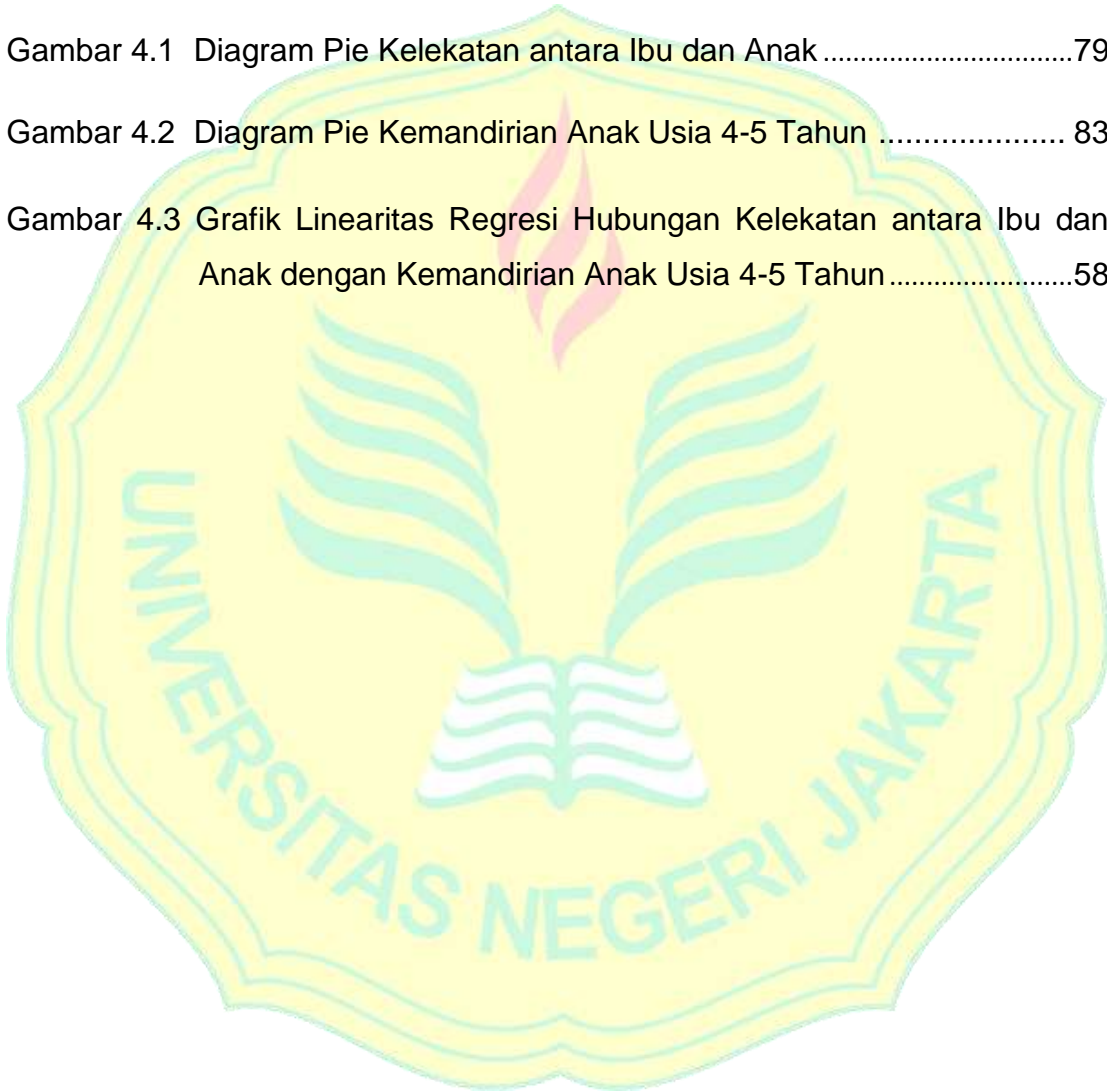 Gambar 4.1 Diagram Pie Kelekatan antara Ibu dan Anak ..................................79
Gambar 4.2 Diagram Pie Kemandirian Anak Usia 4-5 Tahun ..................... 83
Gambar 4.3 Grafik Linearitas Regresi Hubungan Kelekatan antara Ibu dan
Anak dengan Kemandirian Anak Usia 4-5 Tahun ........................58
UNIVERSITAS NEGERI JAKARTA